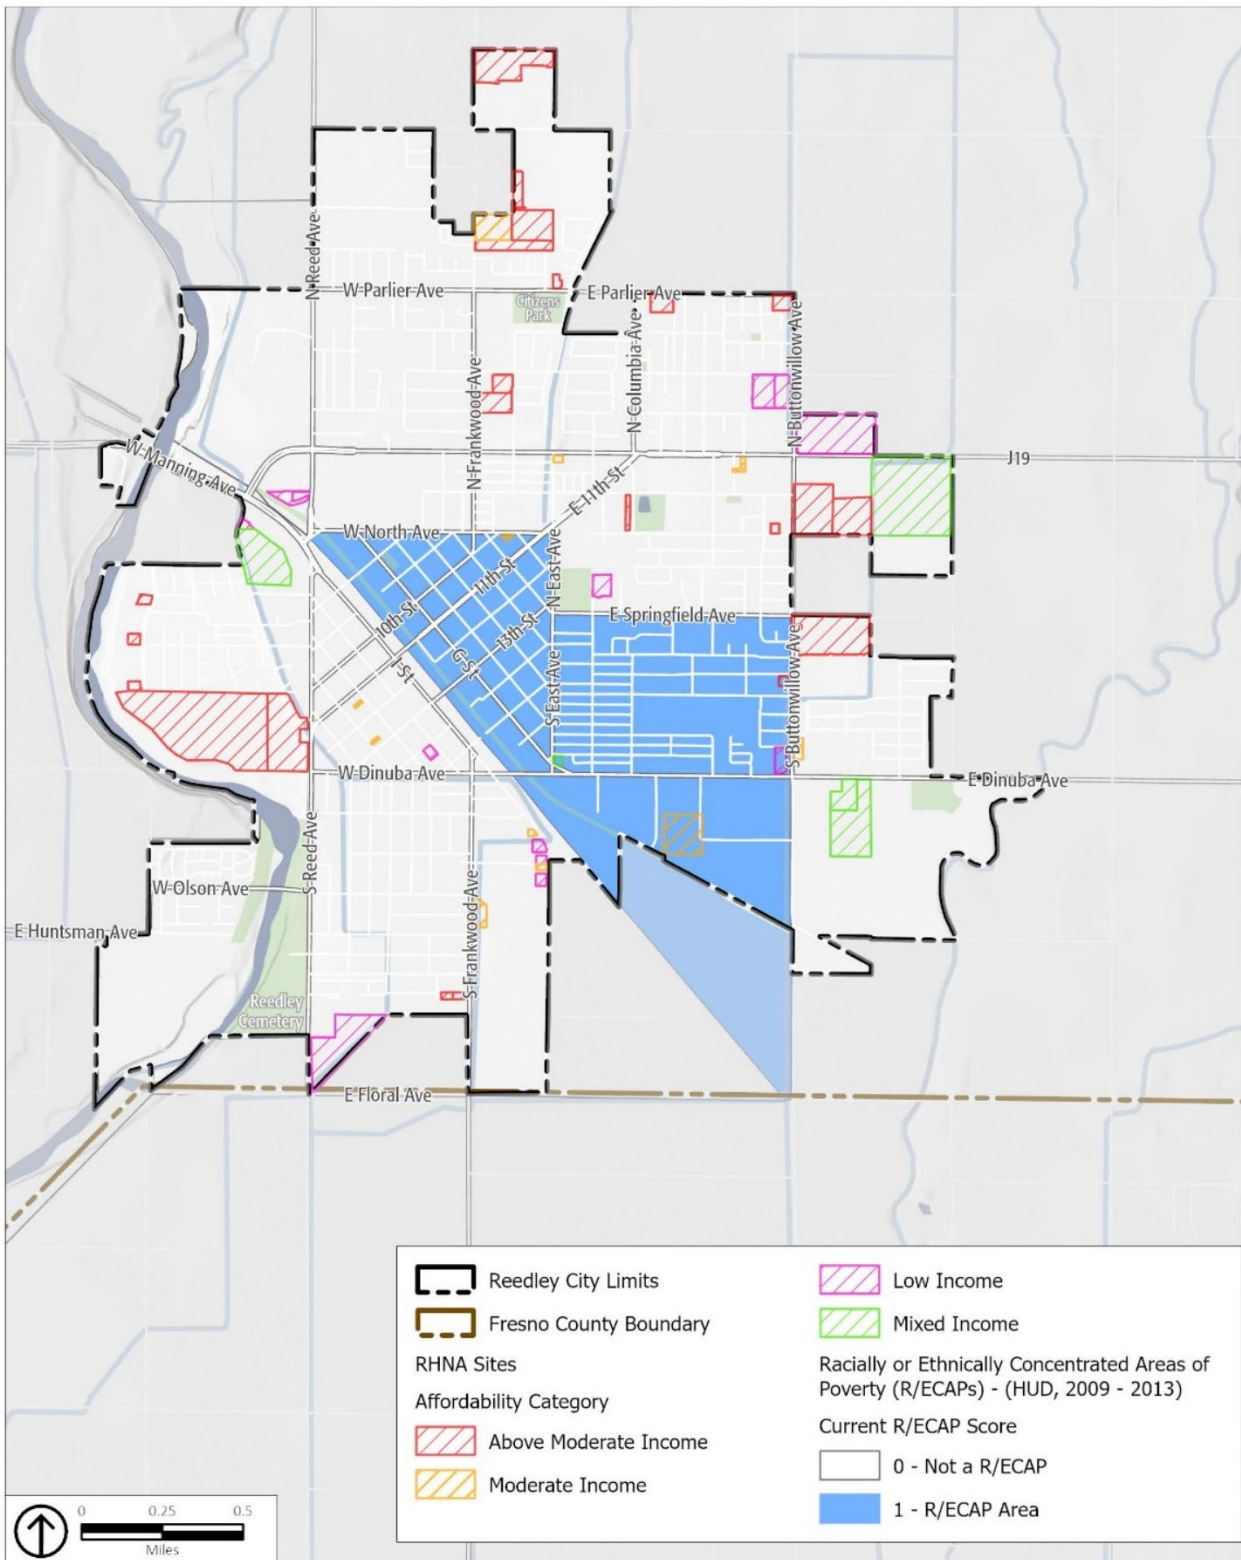 N Reed Ave
W Parlier Ave
Citizens
Park
E Parlier Ave
N Frankwood Ave
N Columbia Ave
N Buttonwillow Ave
W Manning Ave
J19
E 11th St
W North Ave
N East Ave
11th St
10th St
13th St
E Springfield Ave
G St
I St
S East Ave
S Buttonwillow Ave
W Dinuba Ave
E Dinuba Ave
S Reed Ave
W Olson Ave
S Frankwood Ave
E Huntsman Ave
Reedley
Cemetery
E Floral Ave
Reedley City Limits
Fresno County Boundary
RHNA Sites
Affordability Category
Above Moderate Income
Moderate Income
Low Income
Mixed Income
Racially or Ethnically Concentrated Areas of
Poverty (R/ECAPs) - (HUD, 2009 - 2013)
Current R/ECAP Score
0 - Not a R/ECAP
1 - R/ECAP Area
0 0.25 0.5
Miles